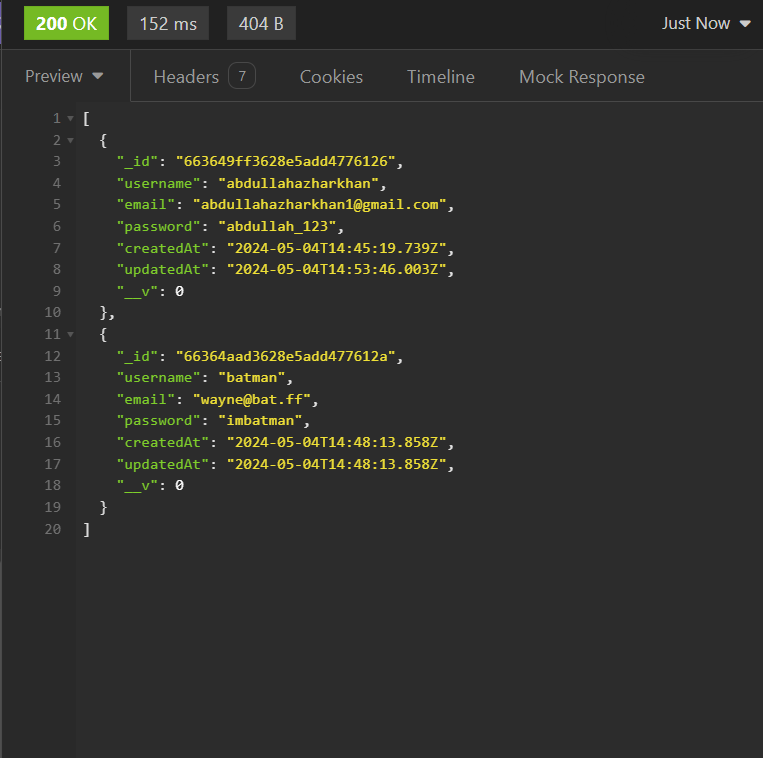 200 OK 152 ms 404 B Just Now
Preview Headers 7 Cookies Timeline Mock Response
1 [
2 {
3 "_id": "663649ff3628e5add4776126",
4 "username": "abdullahazharkhan",
5 "email": "abdullahazharkhan1@gmail.com",
6 "password": "abdullah_123",
7 "createdAt": "2024-05-04T14:45:19.739Z",
8 "updatedAt": "2024-05-04T14:53:46.003Z",
9 "__v": 0
10 },
11 {
12 "_id": "66364aad3628e5add477612a",
13 "username": "batman",
14 "email": "wayne@bat.ff",
15 "password": "imbatman",
16 "createdAt": "2024-05-04T14:48:13.858Z",
17 "updatedAt": "2024-05-04T14:48:13.858Z",
18 "__v": 0
19 }
20 ]